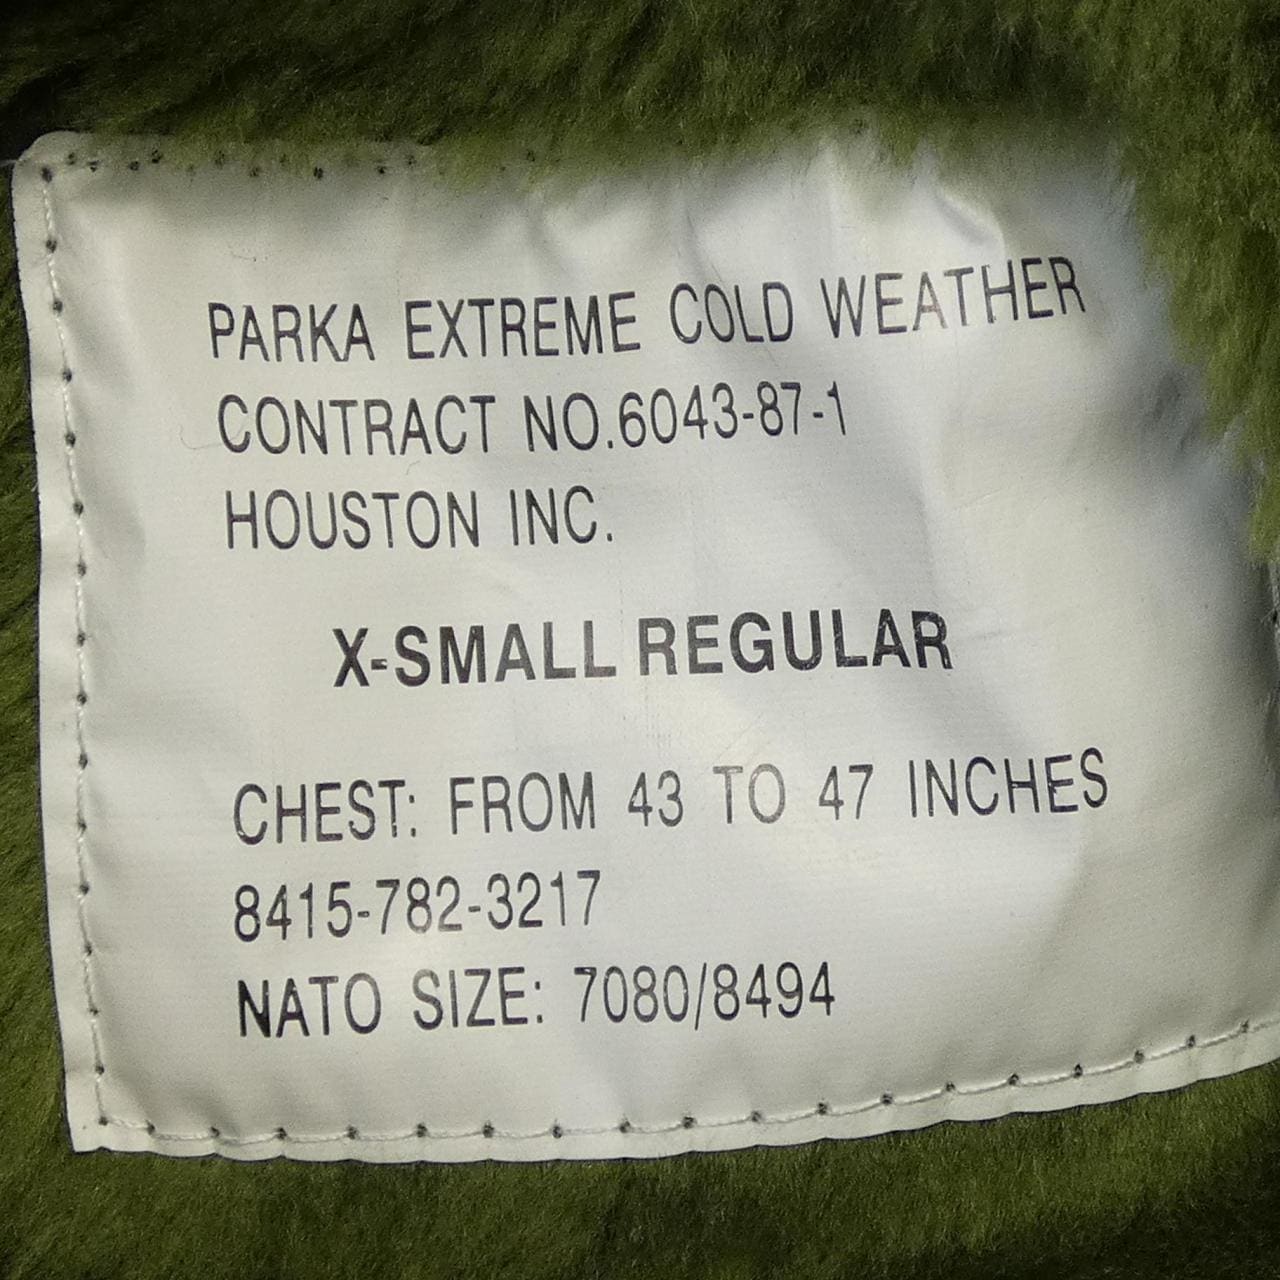 PARKA EXTREME COLD WEATHER
CONTRACT NO.6043-87-1
HOUSTON INC.
X-SMALL REGULAR
CHEST: FROM 43 TO 47 INCHES
8415-782-3217
NATO SIZE: 7080/8494